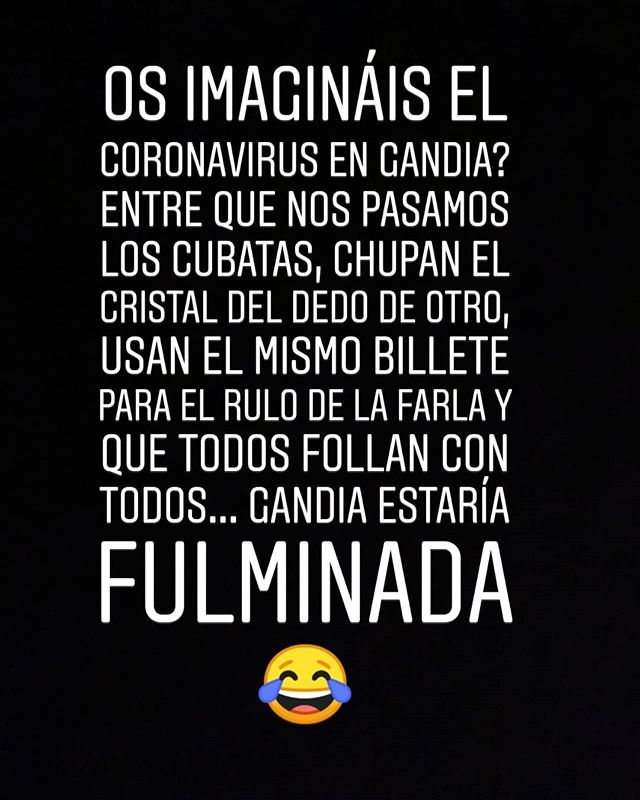 OS IMAGINÁIS EL
CORONAVIRUS EN GANDIA?
ENTRE QUE NOS PASAMOS
LOS CUBATAS, CHUPAN EL
CRISTAL DEL DEDO DE OTRO,
USAN EL MISMO BILLETE
PARA EL RULO DE LA FARLA Y
QUE TODOS FOLLAN CON
TODOS... GANDIA ESTARÍA
FULMINADA
😂